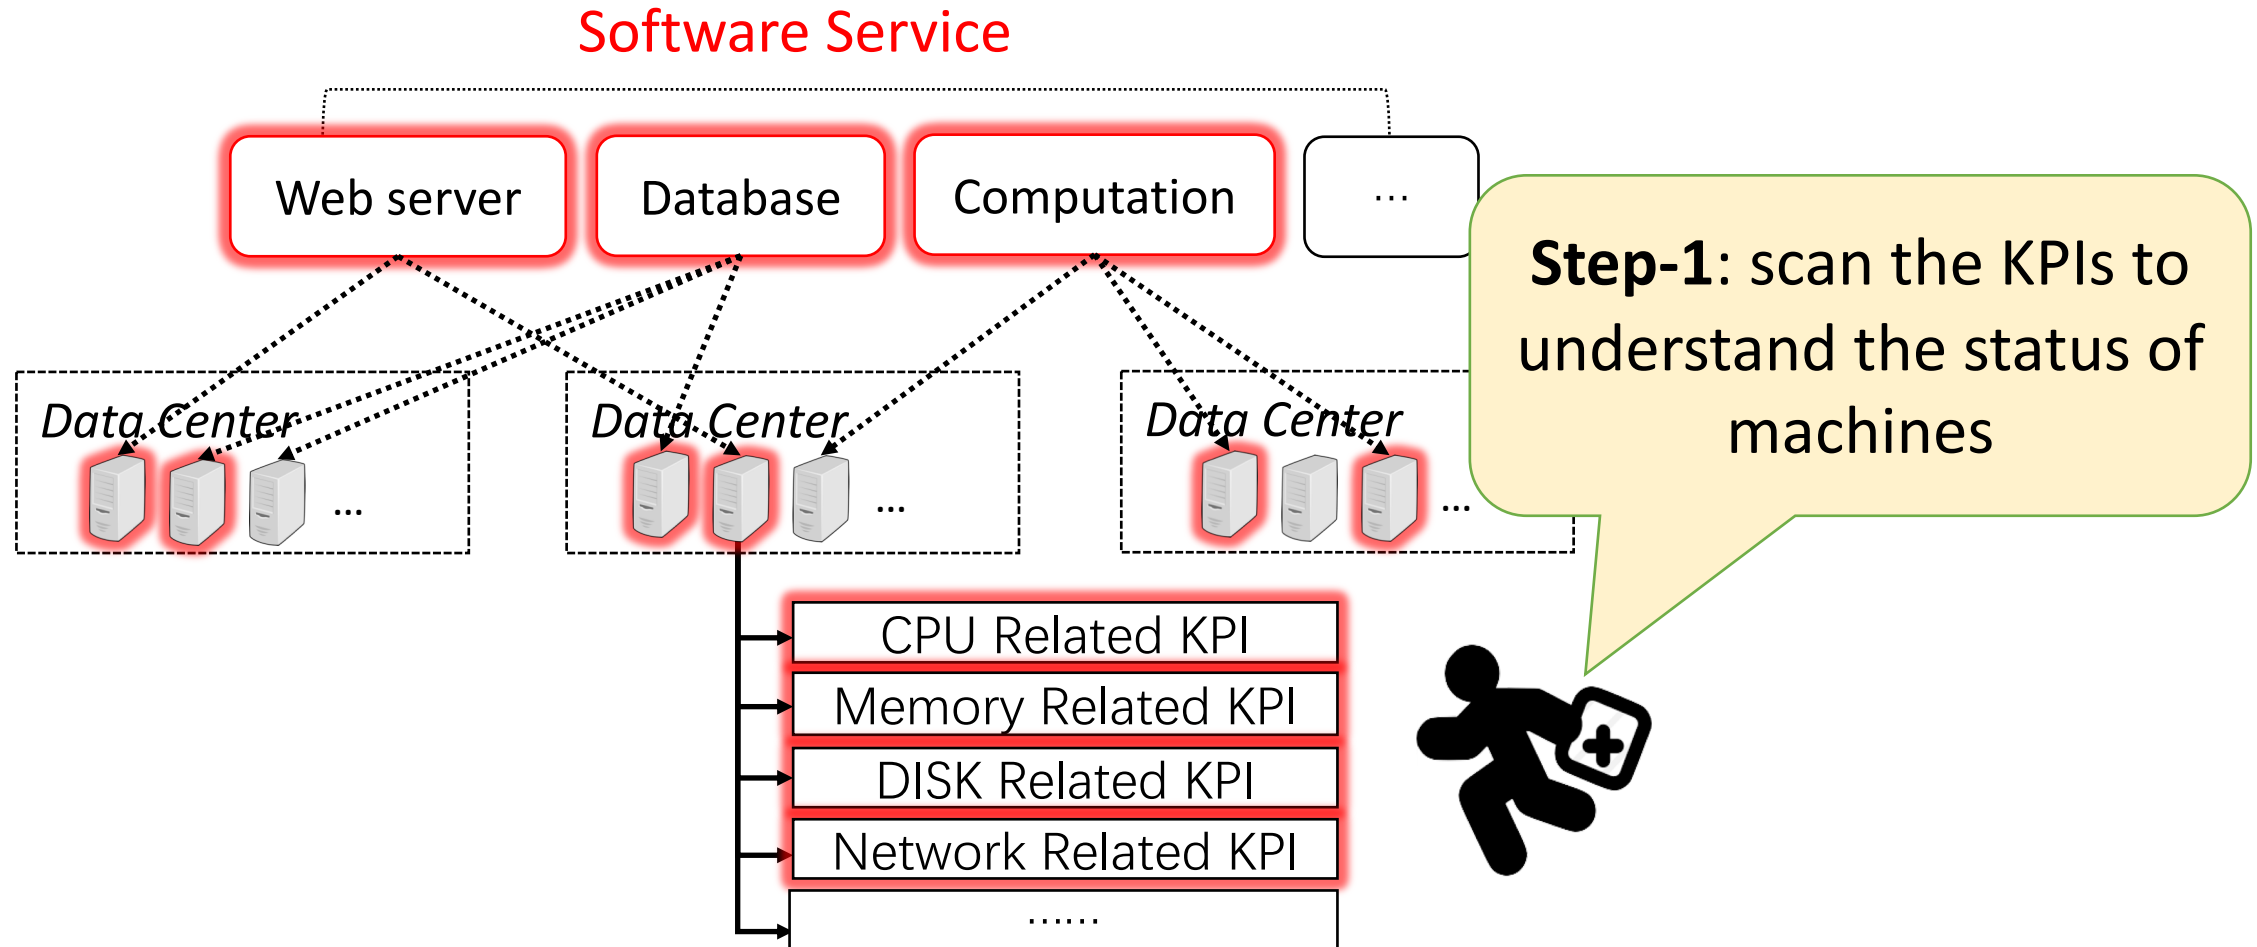 Software Service
Web server
Database
Computation
...
Step-1: scan the KPIs to
understand the status of
machines
Data Center
...
Data Center
...
Data Center
...
CPU Related KPI
Memory Related KPI
DISK Related KPI
Network Related KPI
......